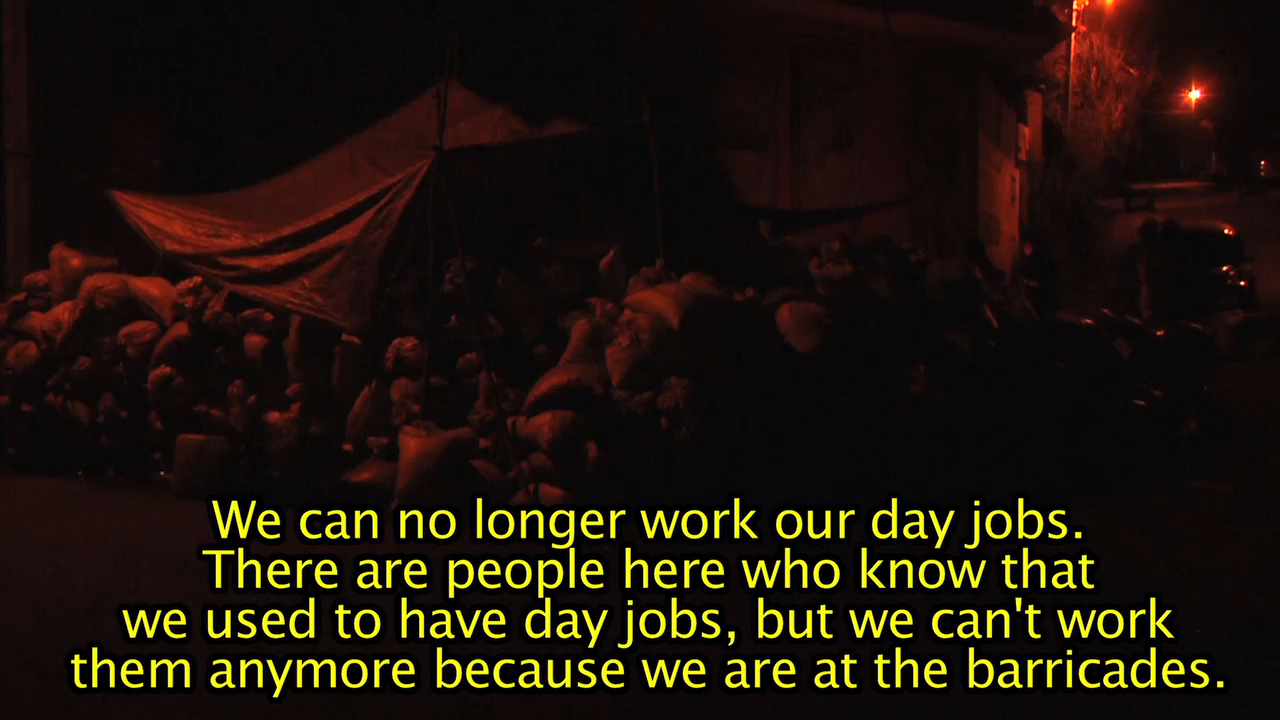 We can no longer work our day jobs.
There are people here who know that
we used to have day jobs, but we can't work
them anymore because we are at the barricades.